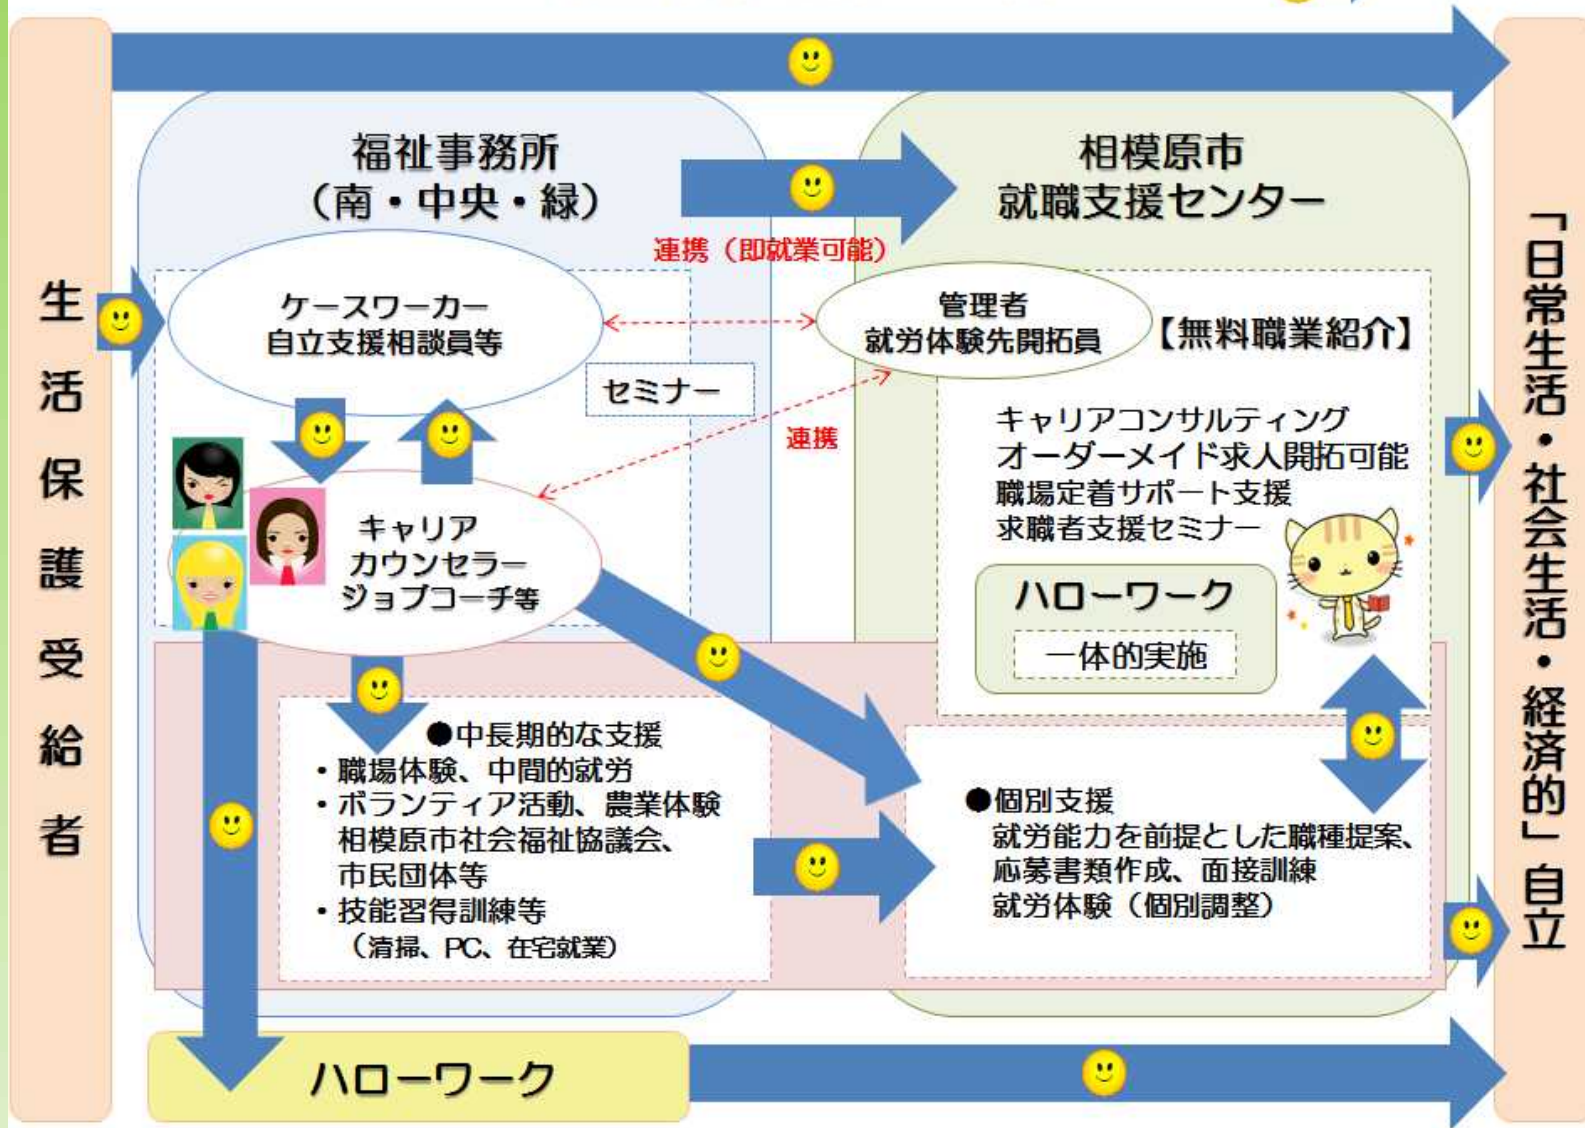 生活保護受給者
福祉事務所
（南・中央・緑）
ケースワーカー
自立支援相談員等
セミナー
キャリア
カウンセラー
ジョブコーチ等
連携（即就業可能）
連携
相模原市
就職支援センター
管理者
就労体験先開拓員
【無料職業紹介】
キャリアコンサルティング
オーダーメイド求人開拓可能
職場定着サポート支援
求職者支援セミナー
ハローワーク
一体的実施
●中長期的な支援
・職場体験、中間的就労
・ボランティア活動、農業体験
相模原市社会福祉協議会、
市民団体等
・技能習得訓練等
（清掃、PC、在宅就業）
●個別支援
就労能力を前提とした職種提案、
応募書類作成、面接訓練
就労体験（個別調整）
ハローワーク
「日常生活・社会生活・経済的」自立